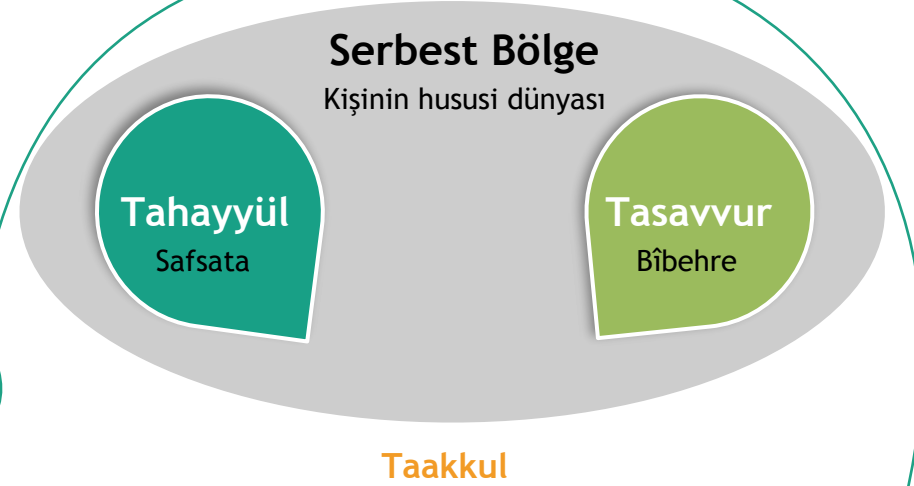 Serbest Bölge
Kişinin hususi dünyası
Tahayyül
Safsata
Tasavvur
Bîbehre
Taakkul